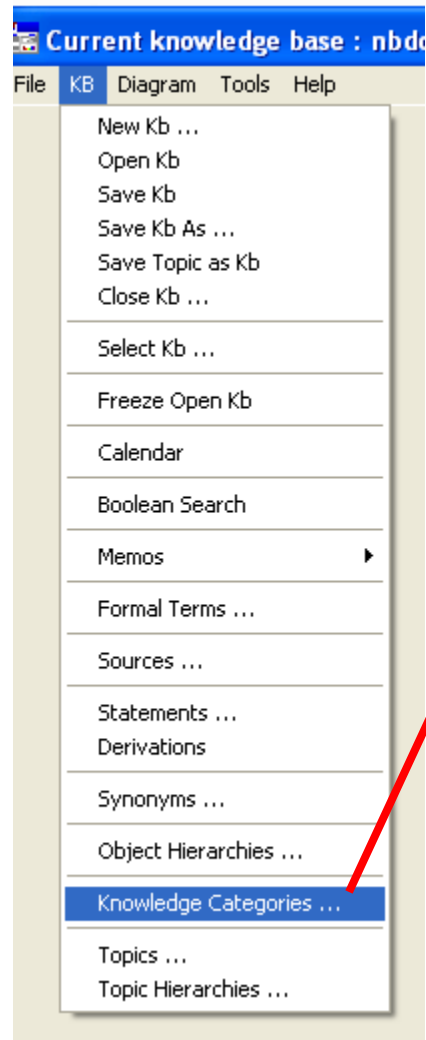 Current knowledge base : nbdc
File KB Diagram Tools Help
New Kb ...
Open Kb
Save Kb
Save Kb As ...
Save Topic as Kb
Close Kb ...
Select Kb ...
Freeze Open Kb
Calendar
Boolean Search
Memos
Formal Terms ...
Sources ...
Statements ...
Derivations
Synonyms ...
Object Hierarchies ...
Knowledge Categories ...
Topics ...
Topic Hierarchies ...